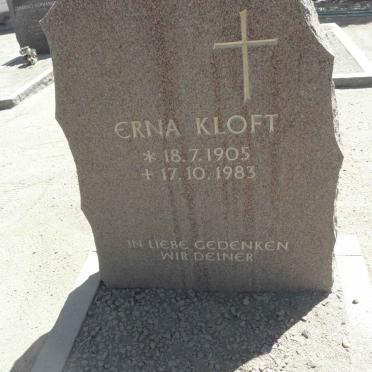 ERNA KLOFT
* 18.7.1905
+ 17.10.1983
IN LIEBE GEDENKEN
WIR DEINER